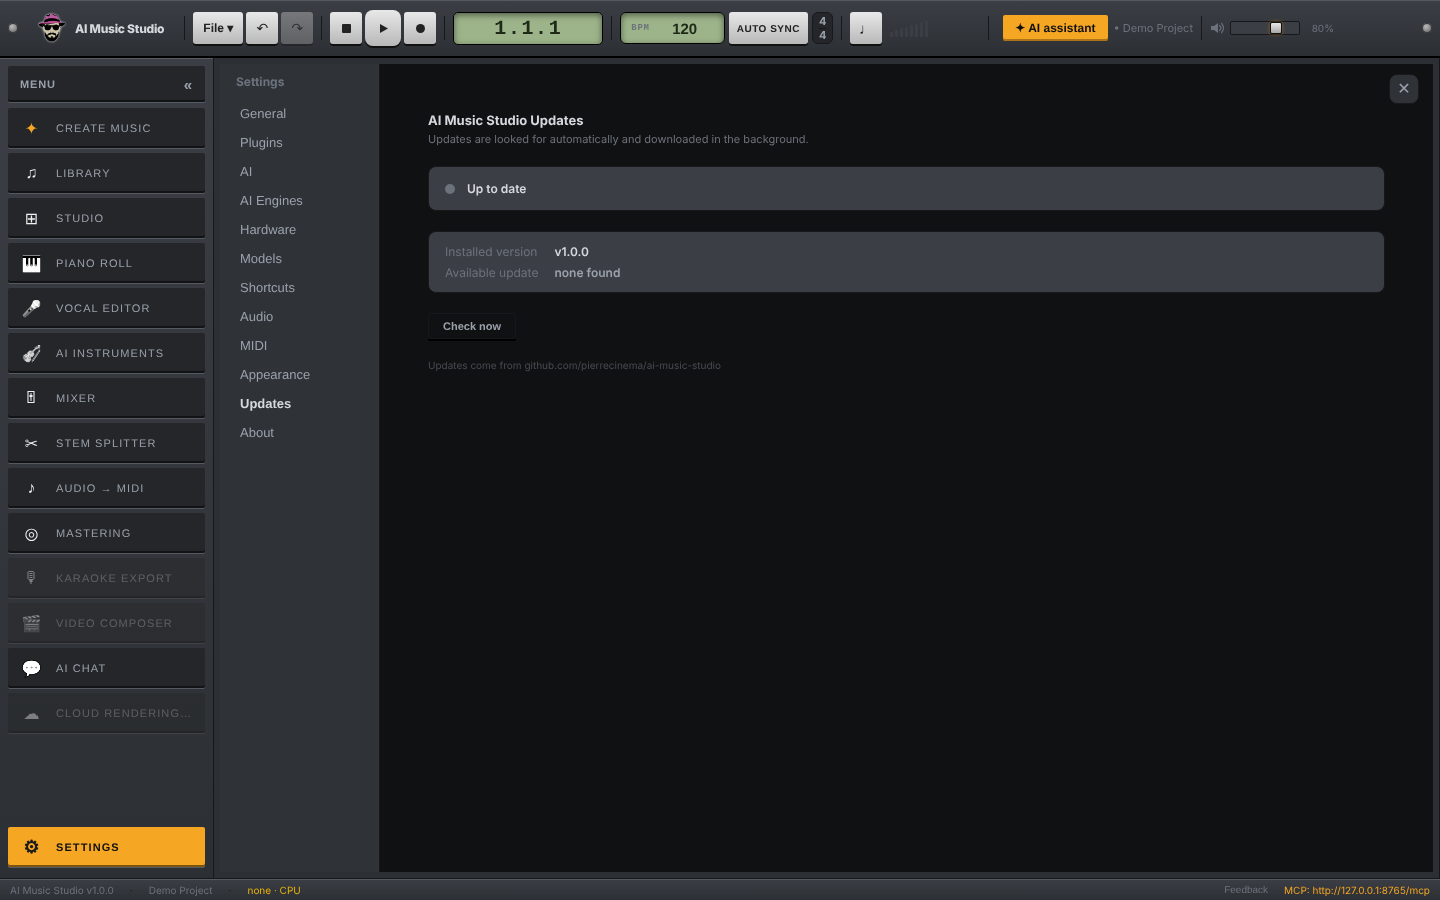 AI Music Studio
File ▾
1.1.1
BPM 120
AUTO SYNC
4
4
✦ AI assistant
• Demo Project
80%
MENU «
CREATE MUSIC
LIBRARY
STUDIO
PIANO ROLL
VOCAL EDITOR
AI INSTRUMENTS
MIXER
STEM SPLITTER
AUDIO → MIDI
MASTERING
KARAOKE EXPORT
VIDEO COMPOSER
AI CHAT
CLOUD RENDERING...
SETTINGS
Settings
General
Plugins
AI
AI Engines
Hardware
Models
Shortcuts
Audio
MIDI
Appearance
Updates
About
AI Music Studio Updates
Updates are looked for automatically and downloaded in the background.
Up to date
Installed version v1.0.0
Available update none found
Check now
Updates come from github.com/pierrecinema/ai-music-studio
AI Music Studio v1.0.0 · Demo Project · none · CPU
Feedback MCP: http://127.0.0.1:8765/mcp